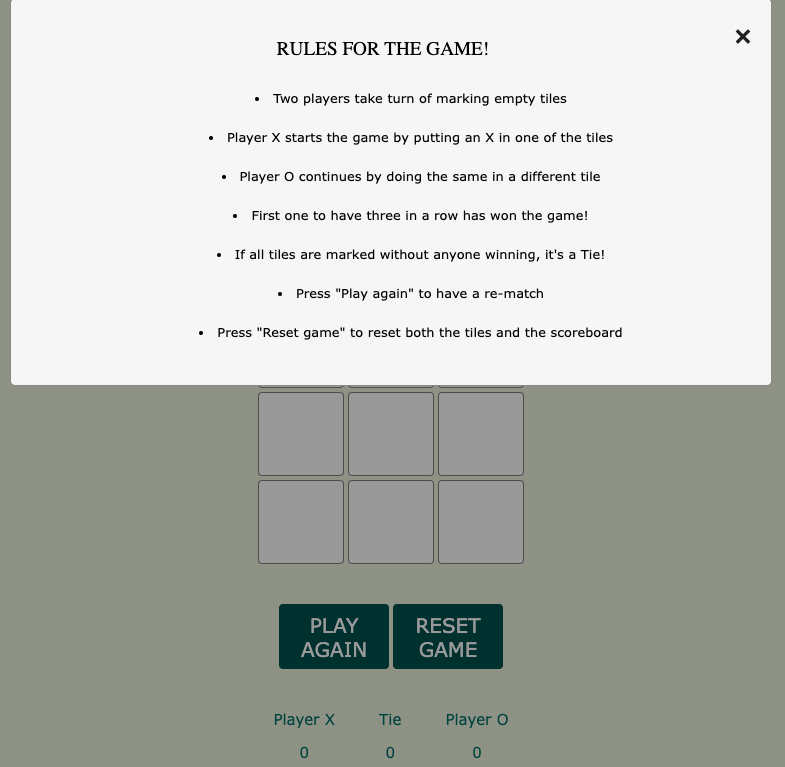 RULES FOR THE GAME!
×
• Two players take turn of marking empty tiles
• Player X starts the game by putting an X in one of the tiles
• Player O continues by doing the same in a different tile
• First one to have three in a row has won the game!
• If all tiles are marked without anyone winning, it's a Tie!
• Press "Play again" to have a re-match
• Press "Reset game" to reset both the tiles and the scoreboard
PLAY AGAIN
RESET GAME
Player X Tie Player O
0 0 0